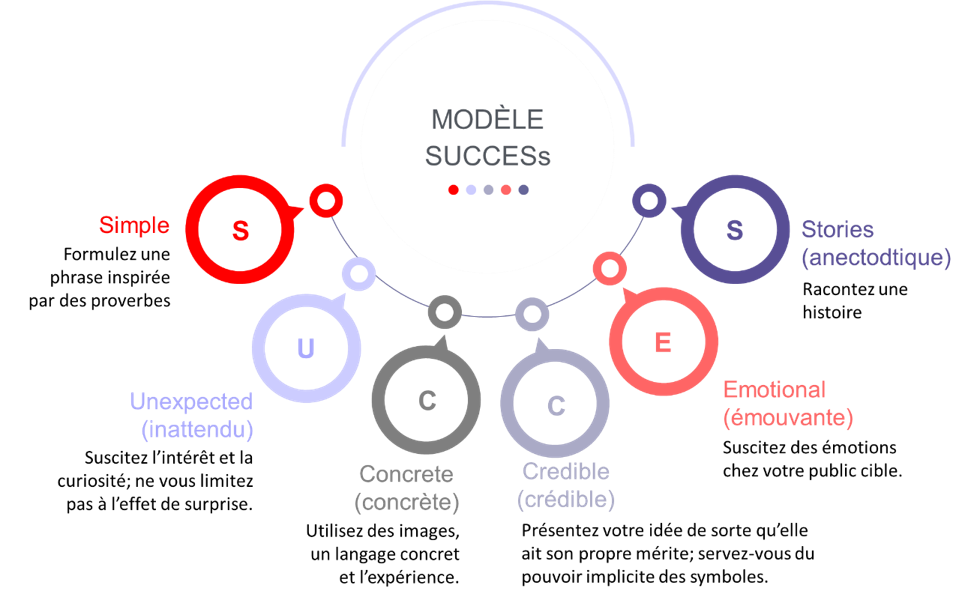 MODÈLE
SUCCESs
S
Simple
Formulez une
phrase inspirée
par des proverbes
U
Unexpected
(inattendu)
Suscitez l’intérêt et la
curiosité; ne vous limitez
pas à l’effet de surprise.
C
Concrete
(concrète)
Utilisez des images,
un langage concret
et l’expérience.
C
Credible
(crédible)
Présentez votre idée de sorte qu’elle
ait son propre mérite; servez-vous du
pouvoir implicite des symboles.
E
Emotional
(émouvante)
Suscitez des émotions
chez votre public cible.
S
Stories
(anectodtique)
Racontez une
histoire